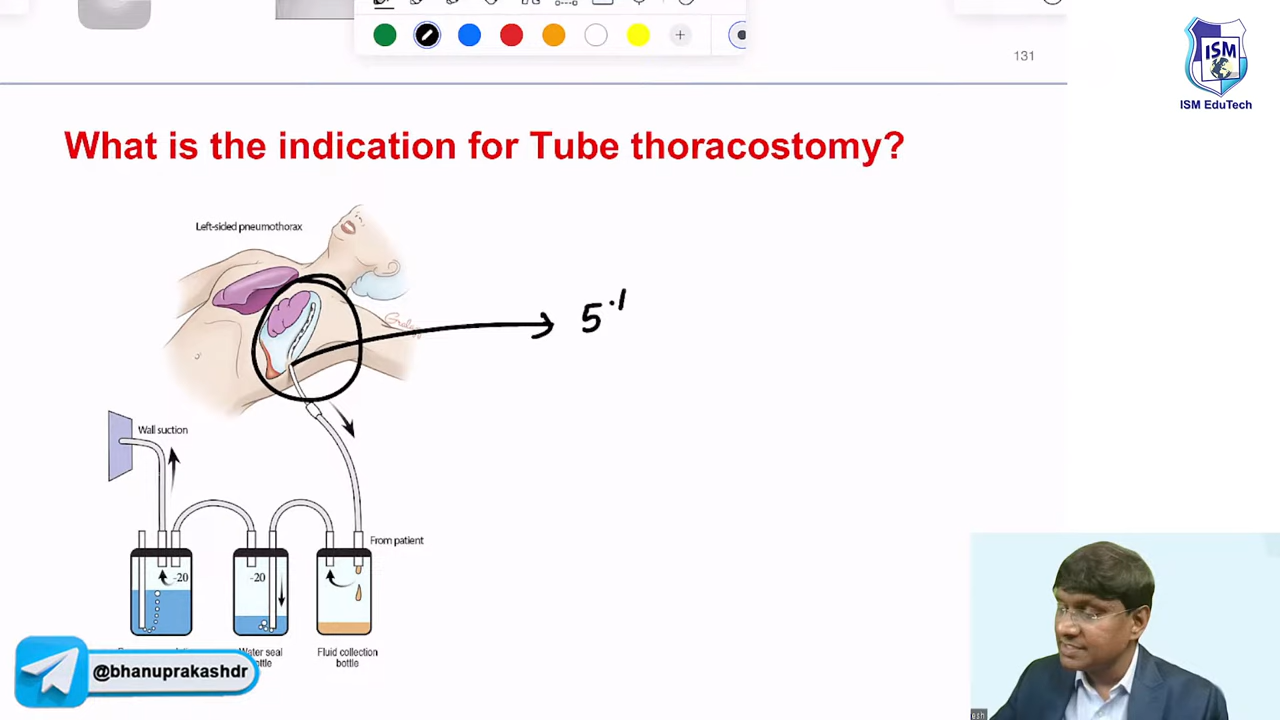 131
ISM
ISM EduTech
What is the indication for Tube thoracostomy?
Left-sided pneumothorax
5
Wall suction
From patient
-20
-20
Water seal
bottle
Fluid collection
bottle
@bhanuprakashdr
esh